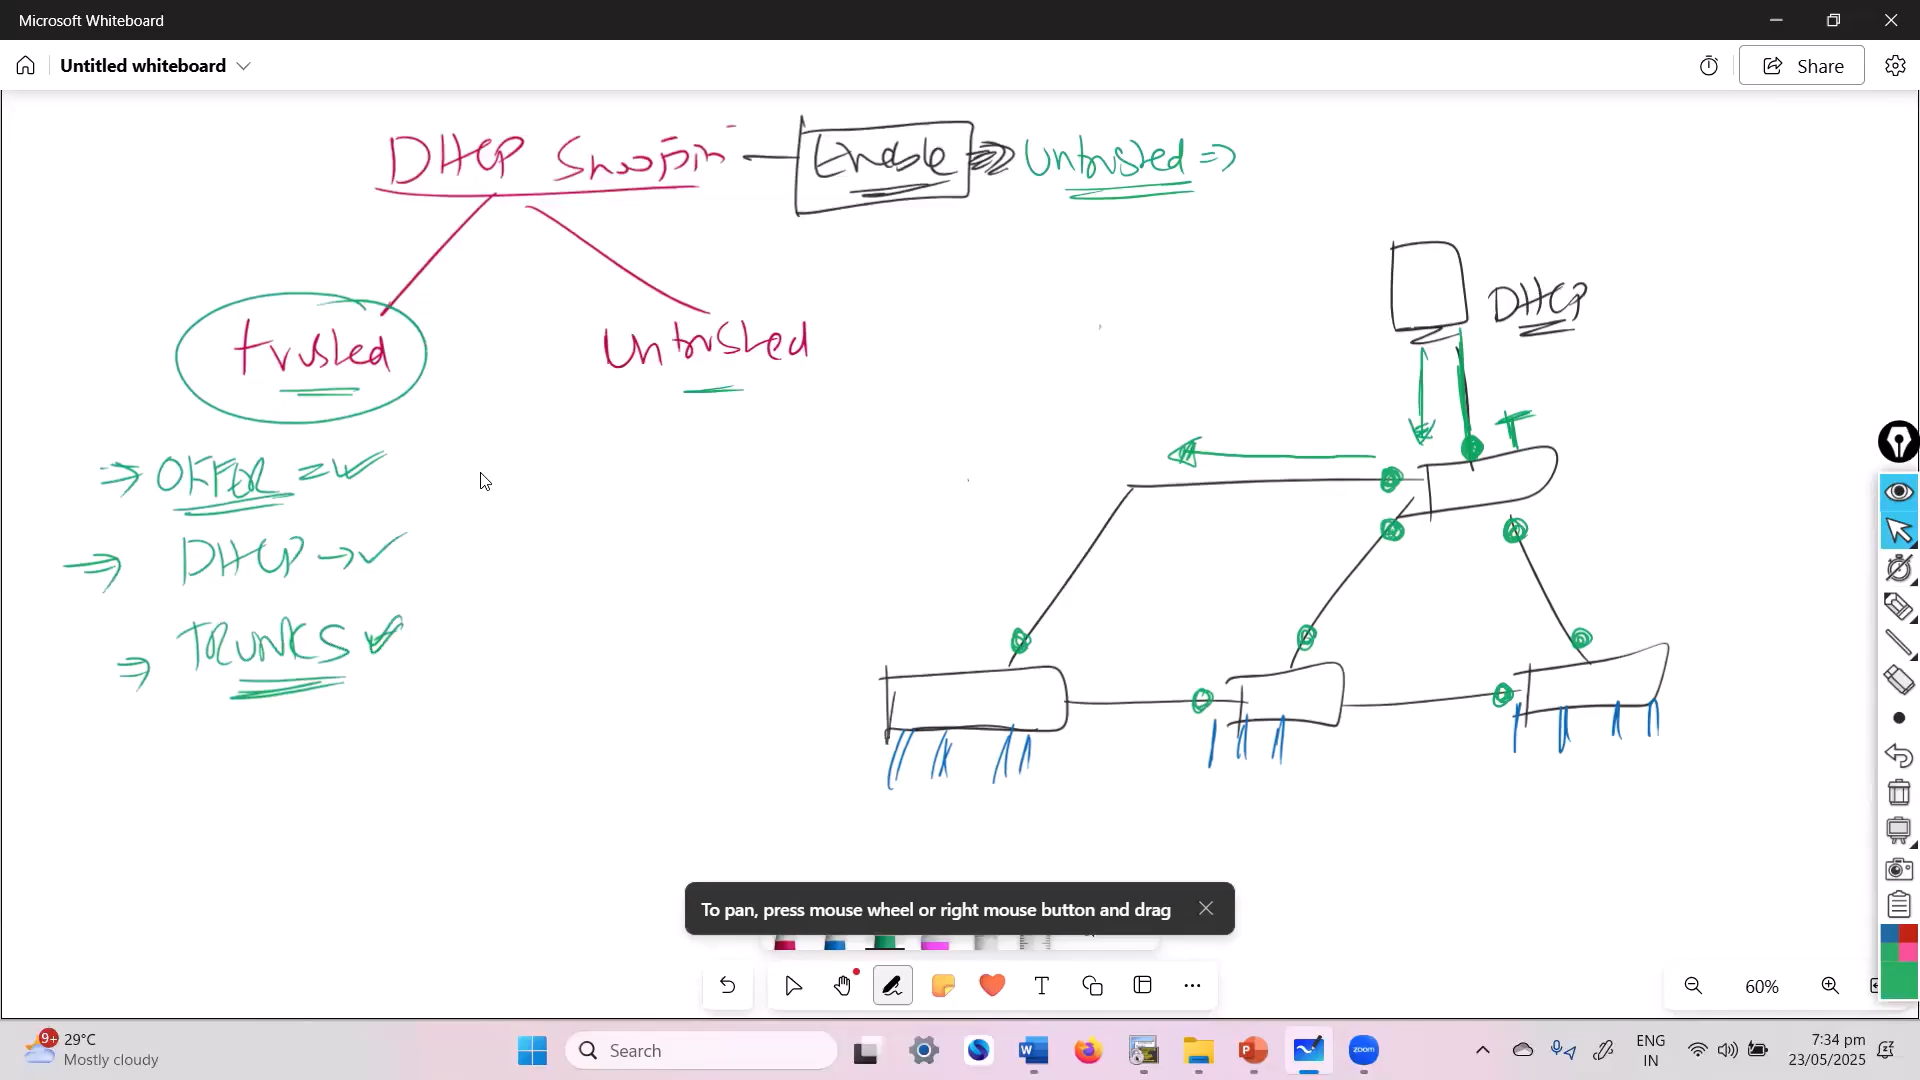 Microsoft Whiteboard
Untitled whiteboard
Share
DHCP Snoopin
Enable
Untrusted =>
trusted
Untrusted
DHCP
T
=> OFFER = ✓
=> DHCP → ✓
=> TRUNKS ✓
To pan, press mouse wheel or right mouse button and drag
60%
9+
29°C
Mostly cloudy
Search
zoom
ENG
IN
7:34 pm
23/05/2025